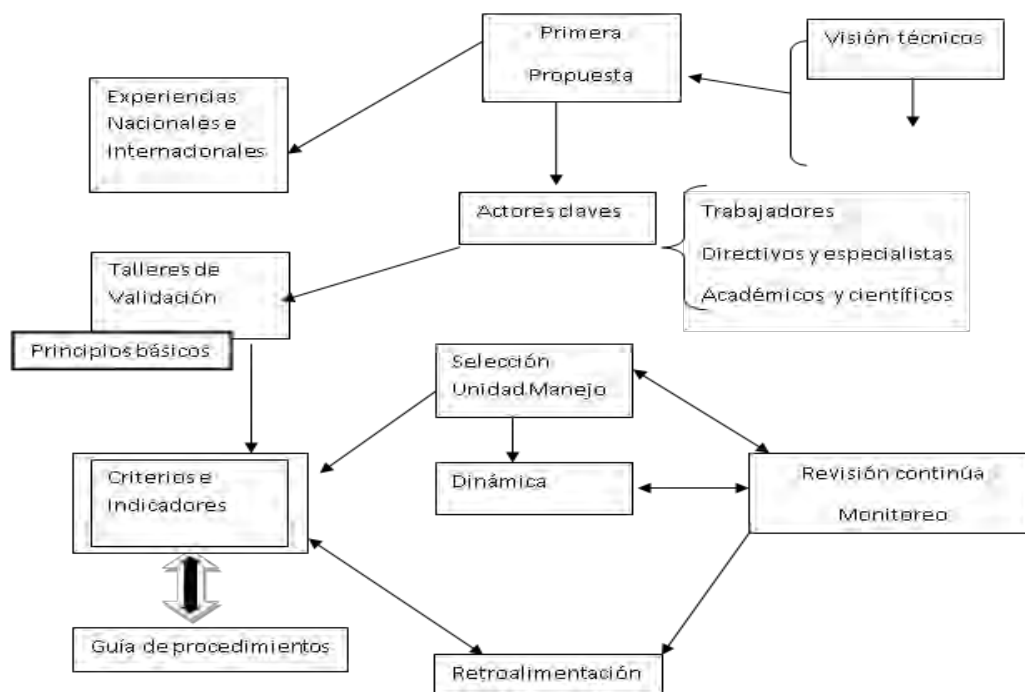 Primera
Propuesta
Visión técnicos
Experiencias
Nacionales e
Internacionales
Actores claves
Trabajadores
Directivos y especialistas
Académicos y científicos
Talleres de
Validación
Principios básicos
Selección
Unidad.Manejo
Criterios e
Indicadores
Dinámica
Revisión continúa
Monitoreo
Guía de procedimientos
Retroalimentación